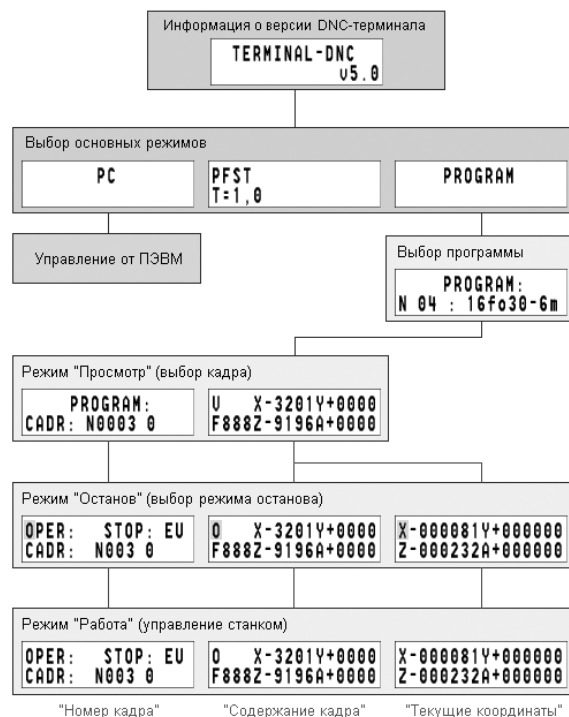 Информация о версии DNC-терминала
TERMINAL-DNC
v5.0
Выбор основных режимов
PC
PFST
T=1,0
PROGRAM
Управление от ПЭВМ
Выбор программы
PROGRAM:
N 04 : 16fo30-6m
Режим "Просмотр" (выбор кадра)
PROGRAM:
CADR: N0003 0
V X-3201Y+0000
F888Z-9196A+0000
Режим "Останов" (выбор режима останова)
OPER: STOP: EU
CADR: N003 0
O X-3201Y+0000
F888Z-9196A+0000
X-000081Y+000000
Z-000232A+000000
Режим "Работа" (управление станком)
OPER: STOP: EU
CADR: N003 0
O X-3201Y+0000
F888Z-9196A+0000
X-000081Y+000000
Z-000232A+000000
"Номер кадра"
"Содержание кадра"
"Текущие координаты"